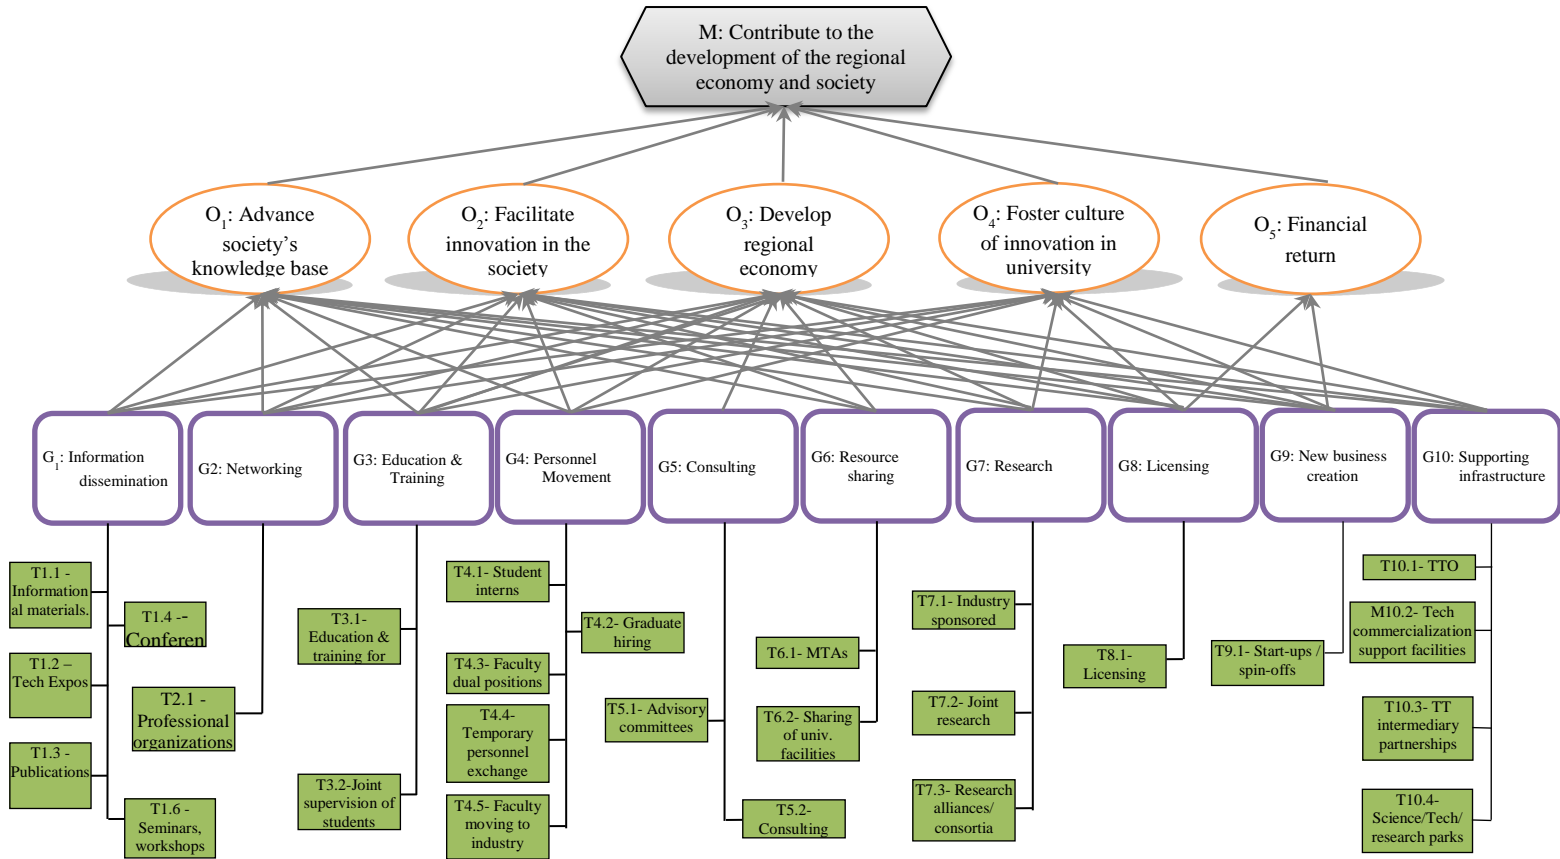 M: Contribute to the
development of the regional
economy and society
O1: Advance
society's
knowledge base
O2: Facilitate
innovation in the
society
O3: Develop
regional
economy
O4: Foster culture
of innovation in
university
O5: Financial
return
G1: Information
dissemination
G2: Networking
G3: Education &
Training
G4: Personnel
Movement
G5: Consulting
G6: Resource
sharing
G7: Research
G8: Licensing
G9: New business
creation
G10: Supporting
infrastructure
T1.1 -
Information
al materials.
T1.4 --
Conferen
T1.2 –
Tech Expos
T1.3 -
Publications
T1.6 -
Seminars,
workshops
T2.1 -
Professional
organizations
T3.1-
Education &
training for
T3.2-Joint
supervision of
students
T4.1- Student
interns
T4.2- Graduate
hiring
T4.3- Faculty
dual positions
T4.4-
Temporary
personnel
exchange
T4.5- Faculty
moving to
industry
T5.1- Advisory
committees
T5.2-
Consulting
T6.1- MTAs
T6.2- Sharing
of univ.
facilities
T7.1- Industry
sponsored
T7.2- Joint
research
T7.3- Research
alliances/
consortia
T8.1-
Licensing
T9.1- Start-ups /
spin-offs
T10.1- TTO
M10.2- Tech
commercialization
support facilities
T10.3- TT
intermediary
partnerships
T10.4-
Science/Tech/
research parks